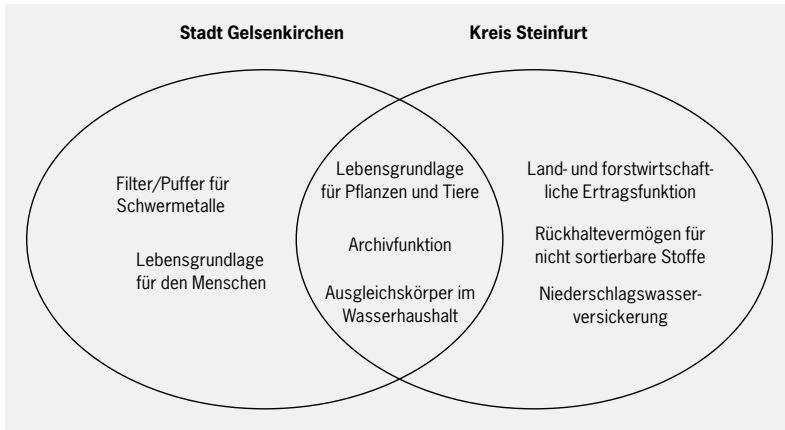 Stadt Gelsenkirchen
Kreis Steinfurt
Filter/Puffer für
Schwermetalle
Lebensgrundlage
für den Menschen
Lebensgrundlage
für Pflanzen und Tiere
Archivfunktion
Ausgleichskörper im
Wasserhaushalt
Land- und forstwirtschaft-
liche Ertragsfunktion
Rückhaltevermögen für
nicht sortierbare Stoffe
Niederschlagswasser-
versickerung